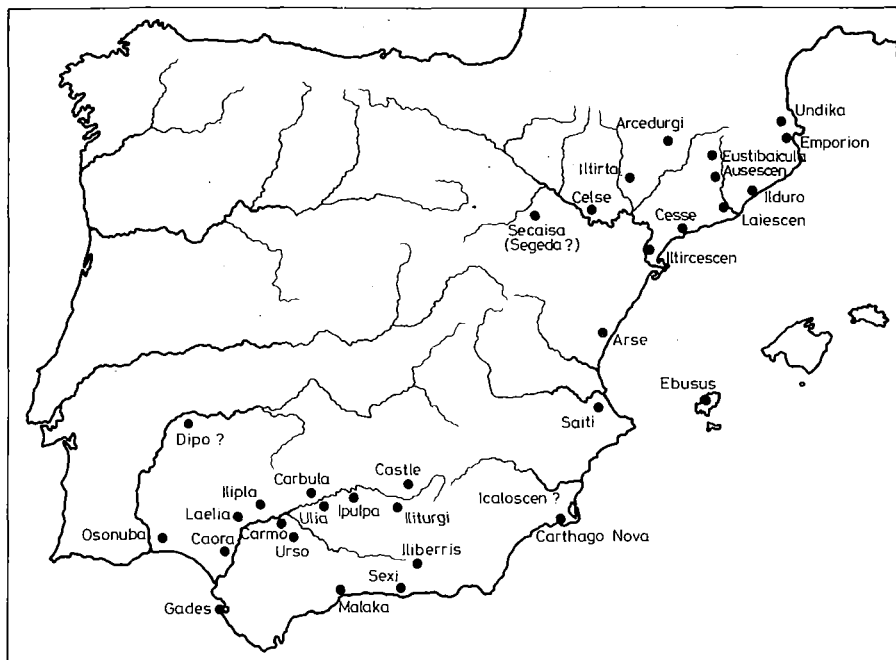 Undika
Arcedurgi
Emporion
Eustibaicula
Iltirta
Ausescen
Ilduro
Celse
Laiescen
Cesse
Secaisa
(Segeda?)
Iltircescen
Arse
Ebusus
Saiti
Dipo ?
Castle
Carbula
Ilipla
Icaloscen ?
Ipulpa
Ulia
Iliturgi
Laelia
Carmo
Carthago Nova
Osonuba
Urso
Caora
Iliberris
Sexi
Malaka
Gades